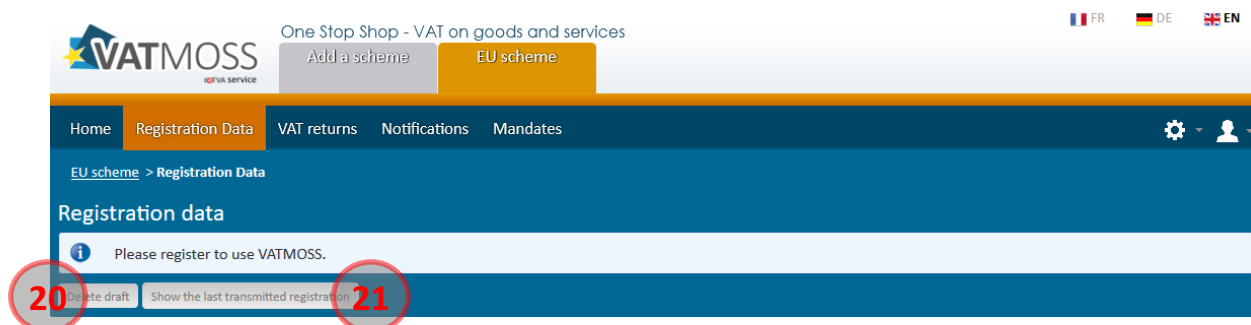 One Stop Shop - VAT on goods and services
FR DE EN
VATMOSS
TVA service
Add a scheme EU scheme
Home Registration Data VAT returns Notifications Mandates
EU scheme > Registration Data
Registration data
Please register to use VATMOSS.
20 Delete draft Show the last transmitted registration 21